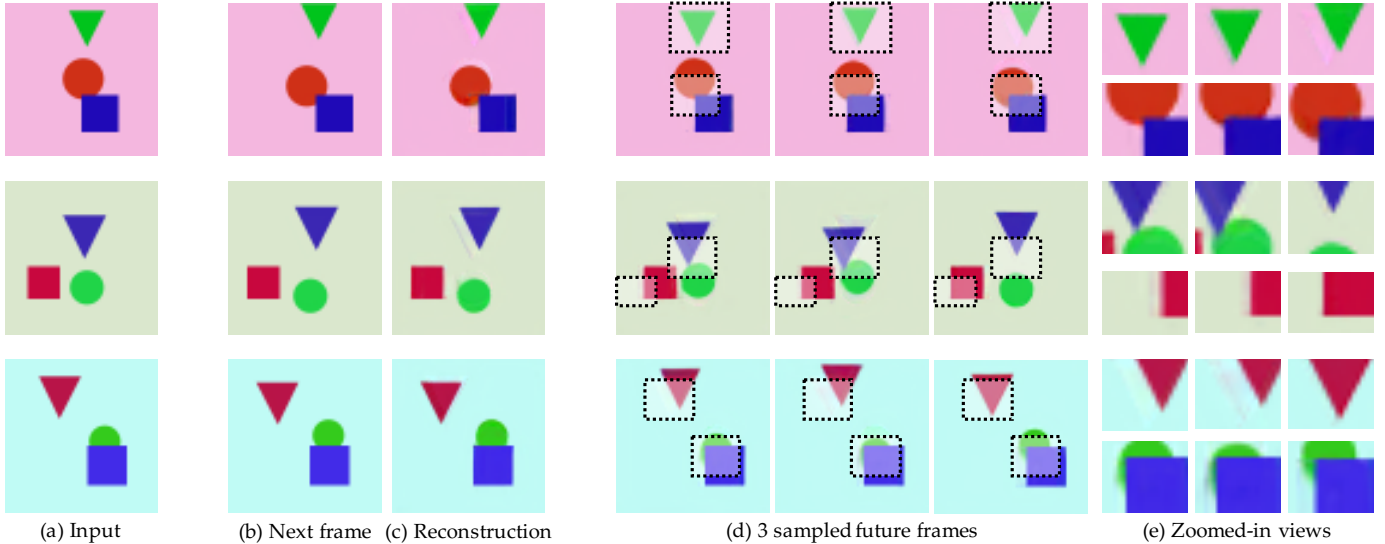 (a) Input
(b) Next frame
(c) Reconstruction
(d) 3 sampled future frames
(e) Zoomed-in views